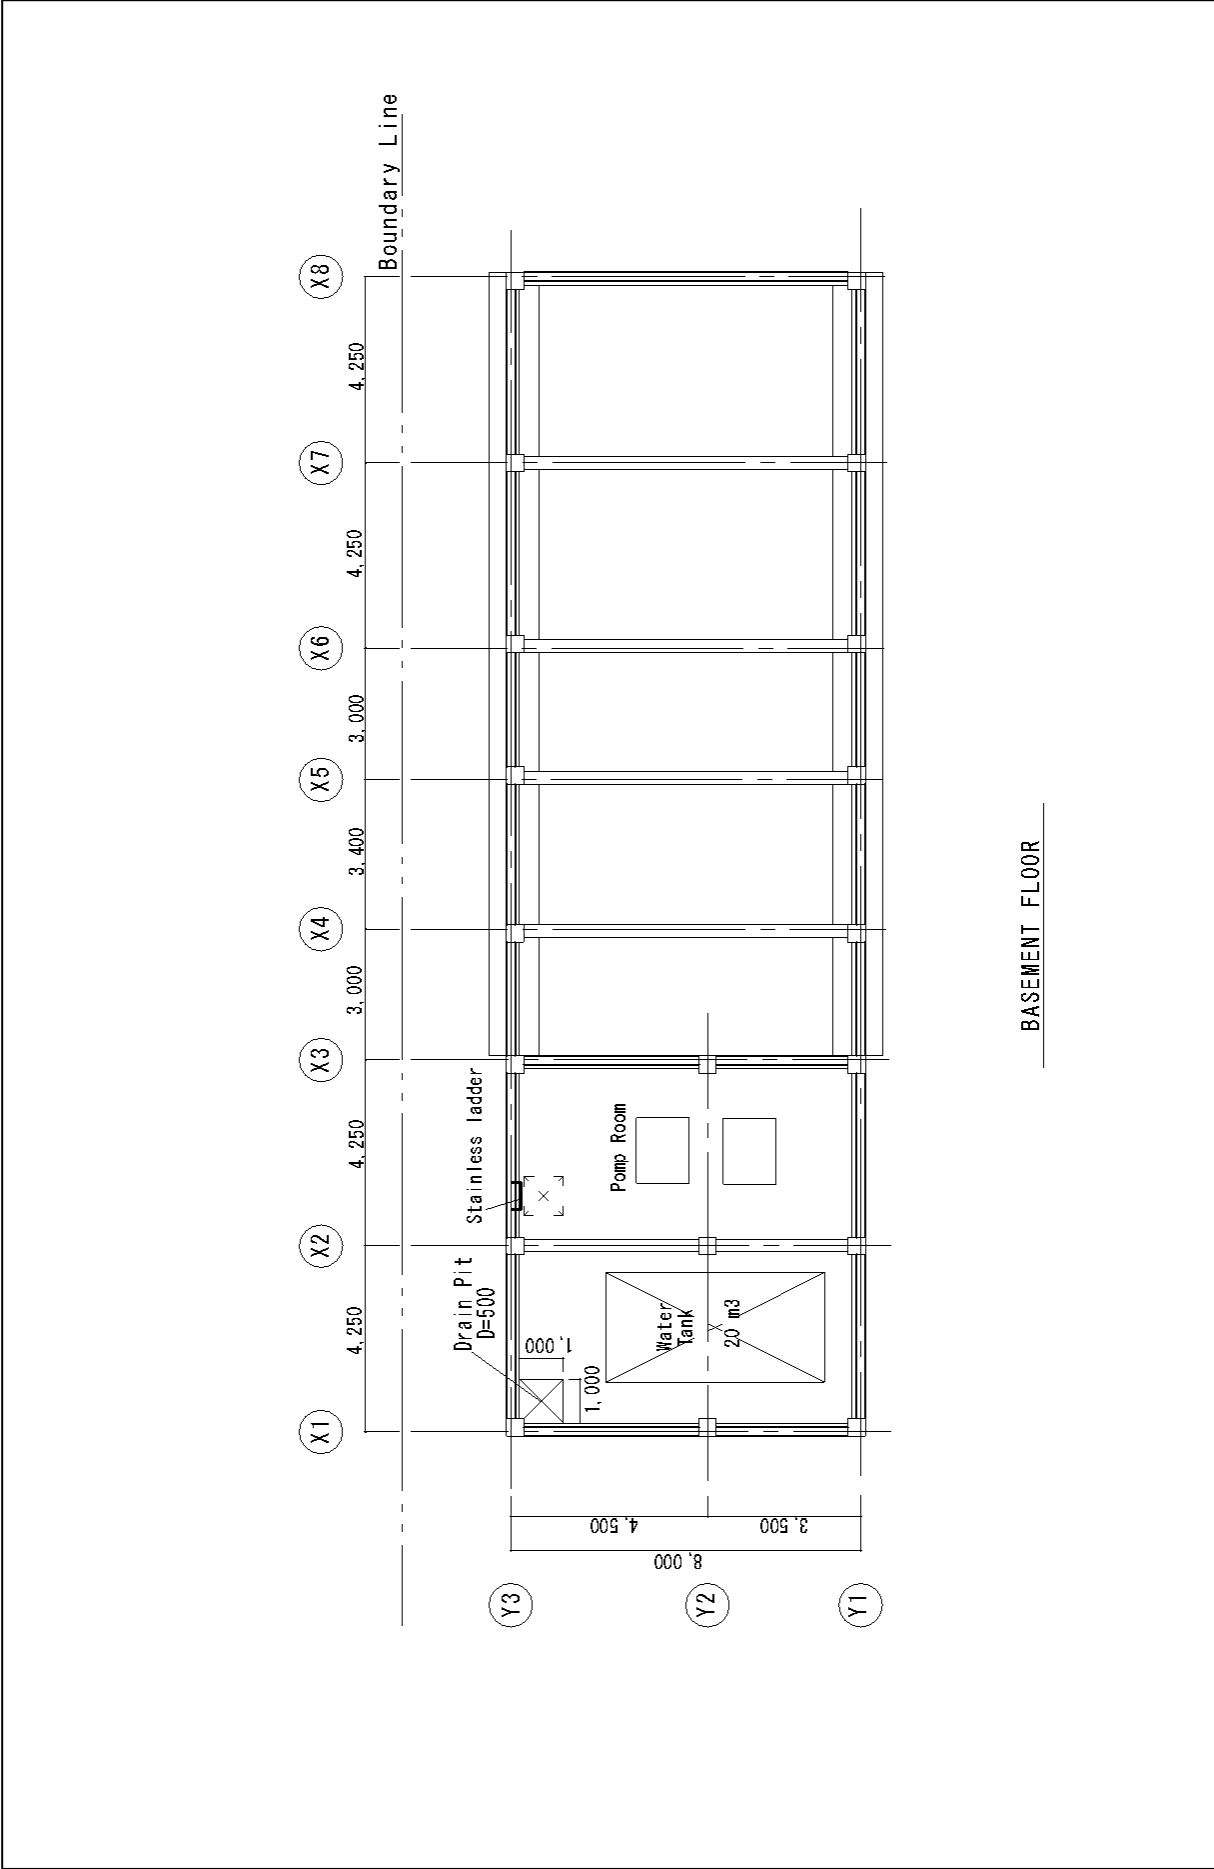 X1
X2
X3
X4
X5
X6
X7
X8
4,250
4,250
3,000
3,400
3,000
4,250
4,250
Boundary Line
Drain Pit
D=500
Stainless ladder
1,000
1,000
Water
Tank
20 m3
Pomp Room
Y3
Y2
Y1
4,500
3,500
8,000
BASEMENT FLOOR